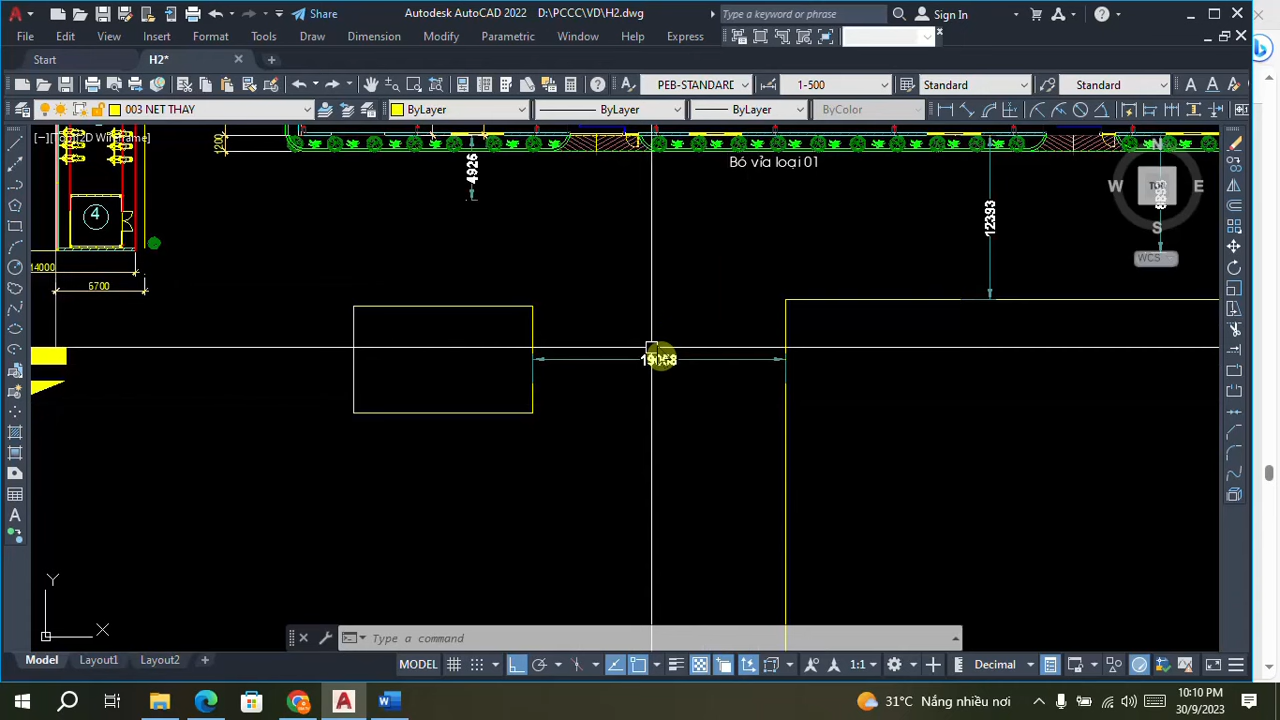 Share
Autodesk AutoCAD 2022 D:\PCCC\VD\H2.dwg
Type a keyword or phrase
Sign In
File Edit View Insert Format Tools Draw Dimension Modify Parametric Window Help Express
Start
H2*
PEB-STANDARD
1-500
Standard
Standard
003 NET THAY
ByLayer
ByLayer
ByLayer
ByColor
1200
4926
Bó vỉa loại 01
12393
N
W
TOP
E
S
WCS
4
14000
6700
Y
X
Type a command
Model
Layout1
Layout2
MODEL
1:1
Decimal
31°C Nắng nhiều nơi
10:10 PM
30/9/2023